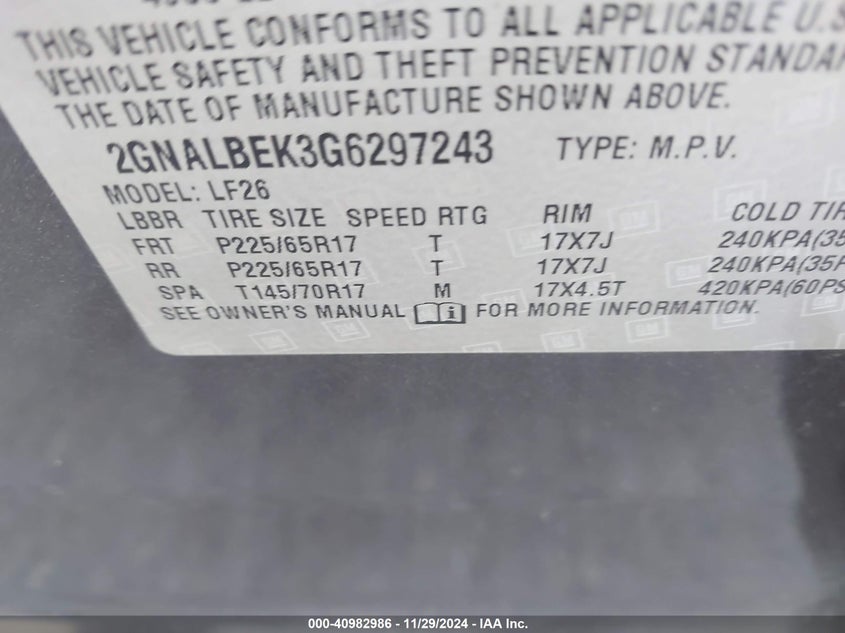 THIS VEHICLE CONFORMS TO ALL APPLICABLE U.S
VEHICLE SAFETY AND THEFT PREVENTION STANDAR
THE DATE OF MANUFACTURE SHOWN ABOVE.
2GNALBEK3G6297243 TYPE: M.P.V.
MODEL: LF26
LBBR TIRE SIZE SPEED RTG RIM COLD TIR
FRT P225/65R17 T 17X7J 240KPA(35
RR P225/65R17 T 17X7J 240KPA(35P
SPA T145/70R17 M 17X4.5T 420KPA(60PS
SEE OWNER'S MANUAL i FOR MORE INFORMATION.
000-40982986 | 11/29/2024 - IAA Inc.